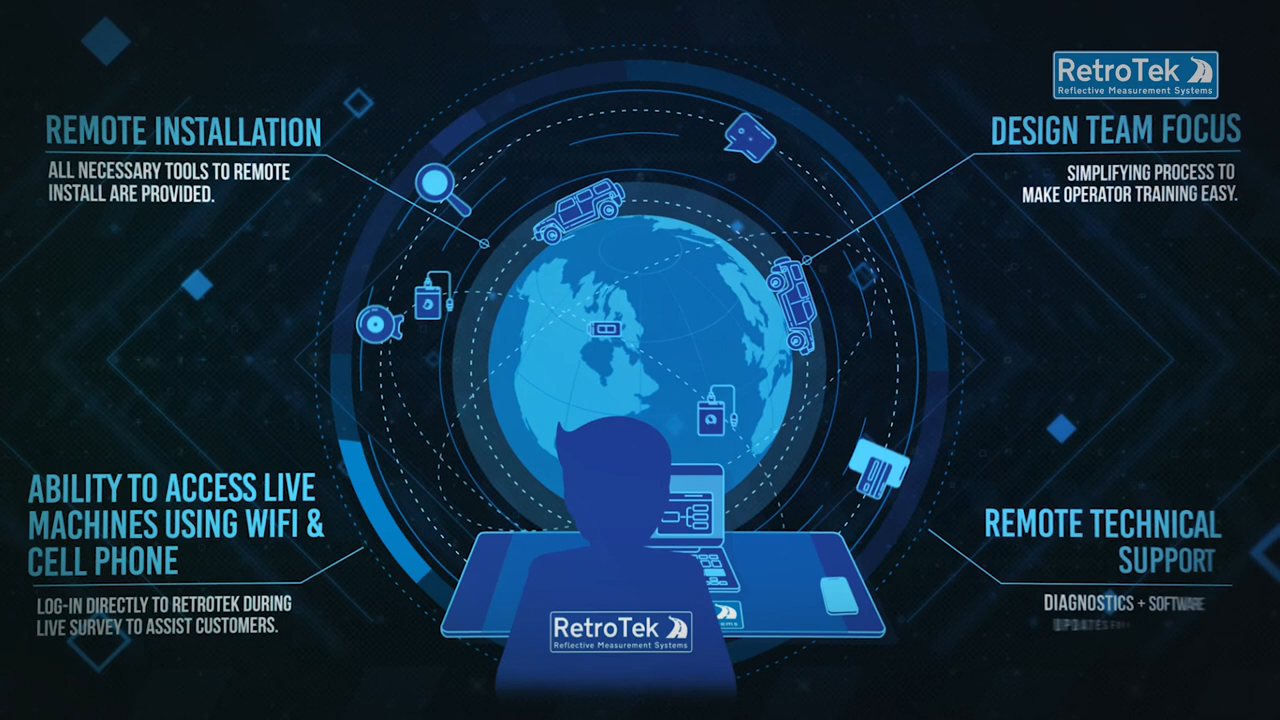 RetroTek
Reflective Measurement Systems
REMOTE INSTALLATION
ALL NECESSARY TOOLS TO REMOTE
INSTALL ARE PROVIDED.
DESIGN TEAM FOCUS
SIMPLIFYING PROCESS TO
MAKE OPERATOR TRAINING EASY.
ABILITY TO ACCESS LIVE
MACHINES USING WIFI &
CELL PHONE
LOG-IN DIRECTLY TO RETROTEK DURING
LIVE SURVEY TO ASSIST CUSTOMERS.
REMOTE TECHNICAL
SUPPORT
DIAGNOSTICS + SOFTWARE
UPDATES
RetroTek
Reflective Measurement Systems